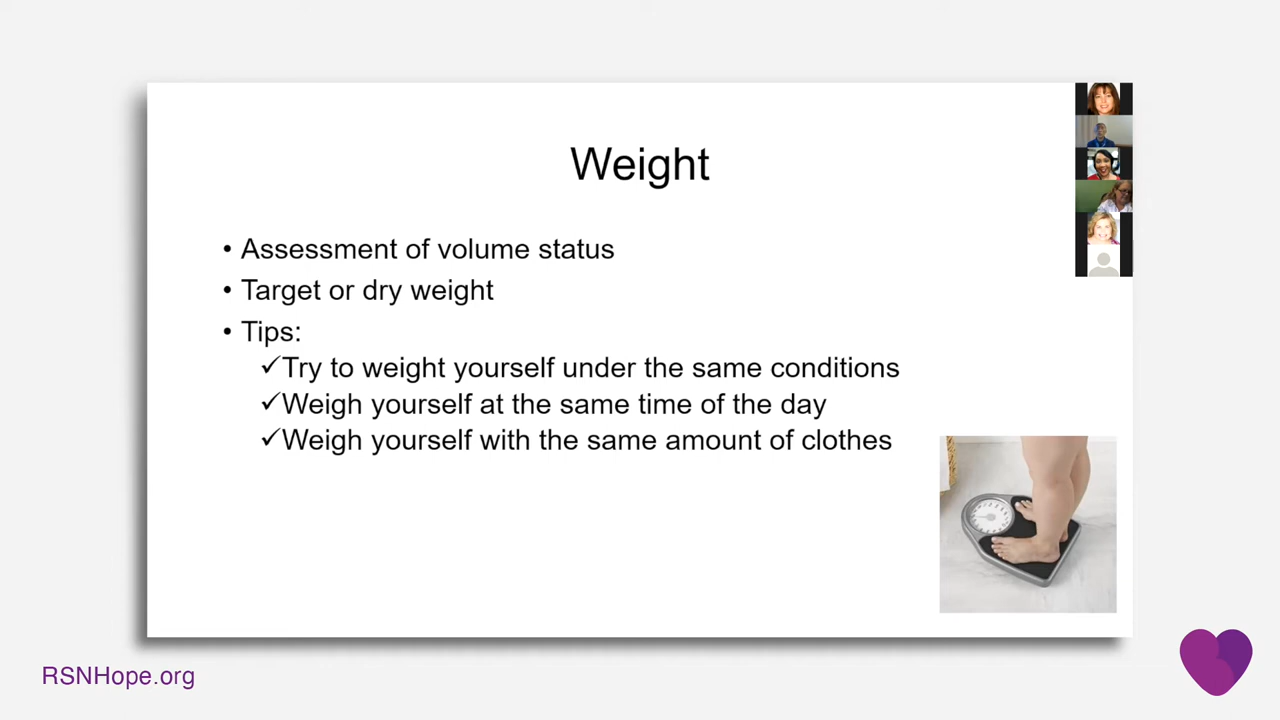 Weight
• Assessment of volume status
• Target or dry weight
• Tips:
✓Try to weight yourself under the same conditions
✓Weigh yourself at the same time of the day
✓Weigh yourself with the same amount of clothes
RSNHope.org